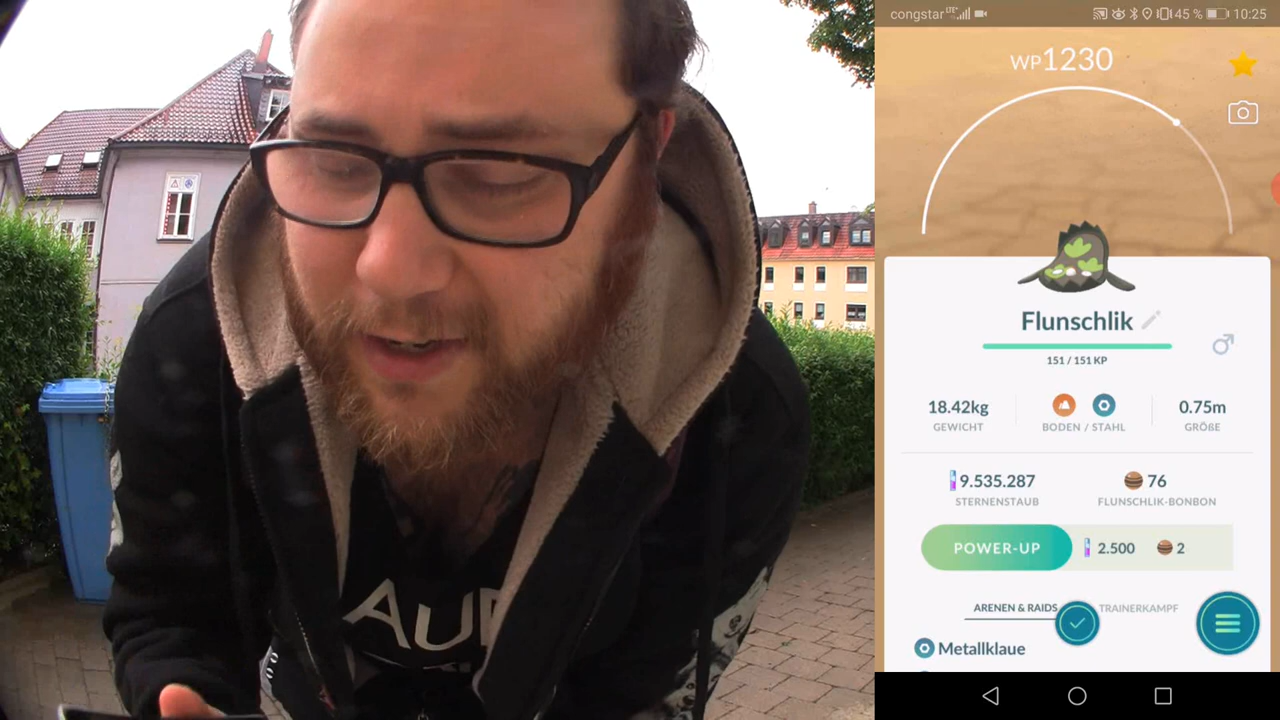 congstar LTE 45 % 10:25
WP1230
Flunschlik
151 / 151 KP
18.42kg 0.75m
GEWICHT BODEN / STAHL GRÖßE
9.535.287 76
STERNENSTAUB FLUNSCHLIK-BONBON
POWER-UP 2.500 2
ARENEN & RAIDS TRAINERKAMPF
Metallklaue